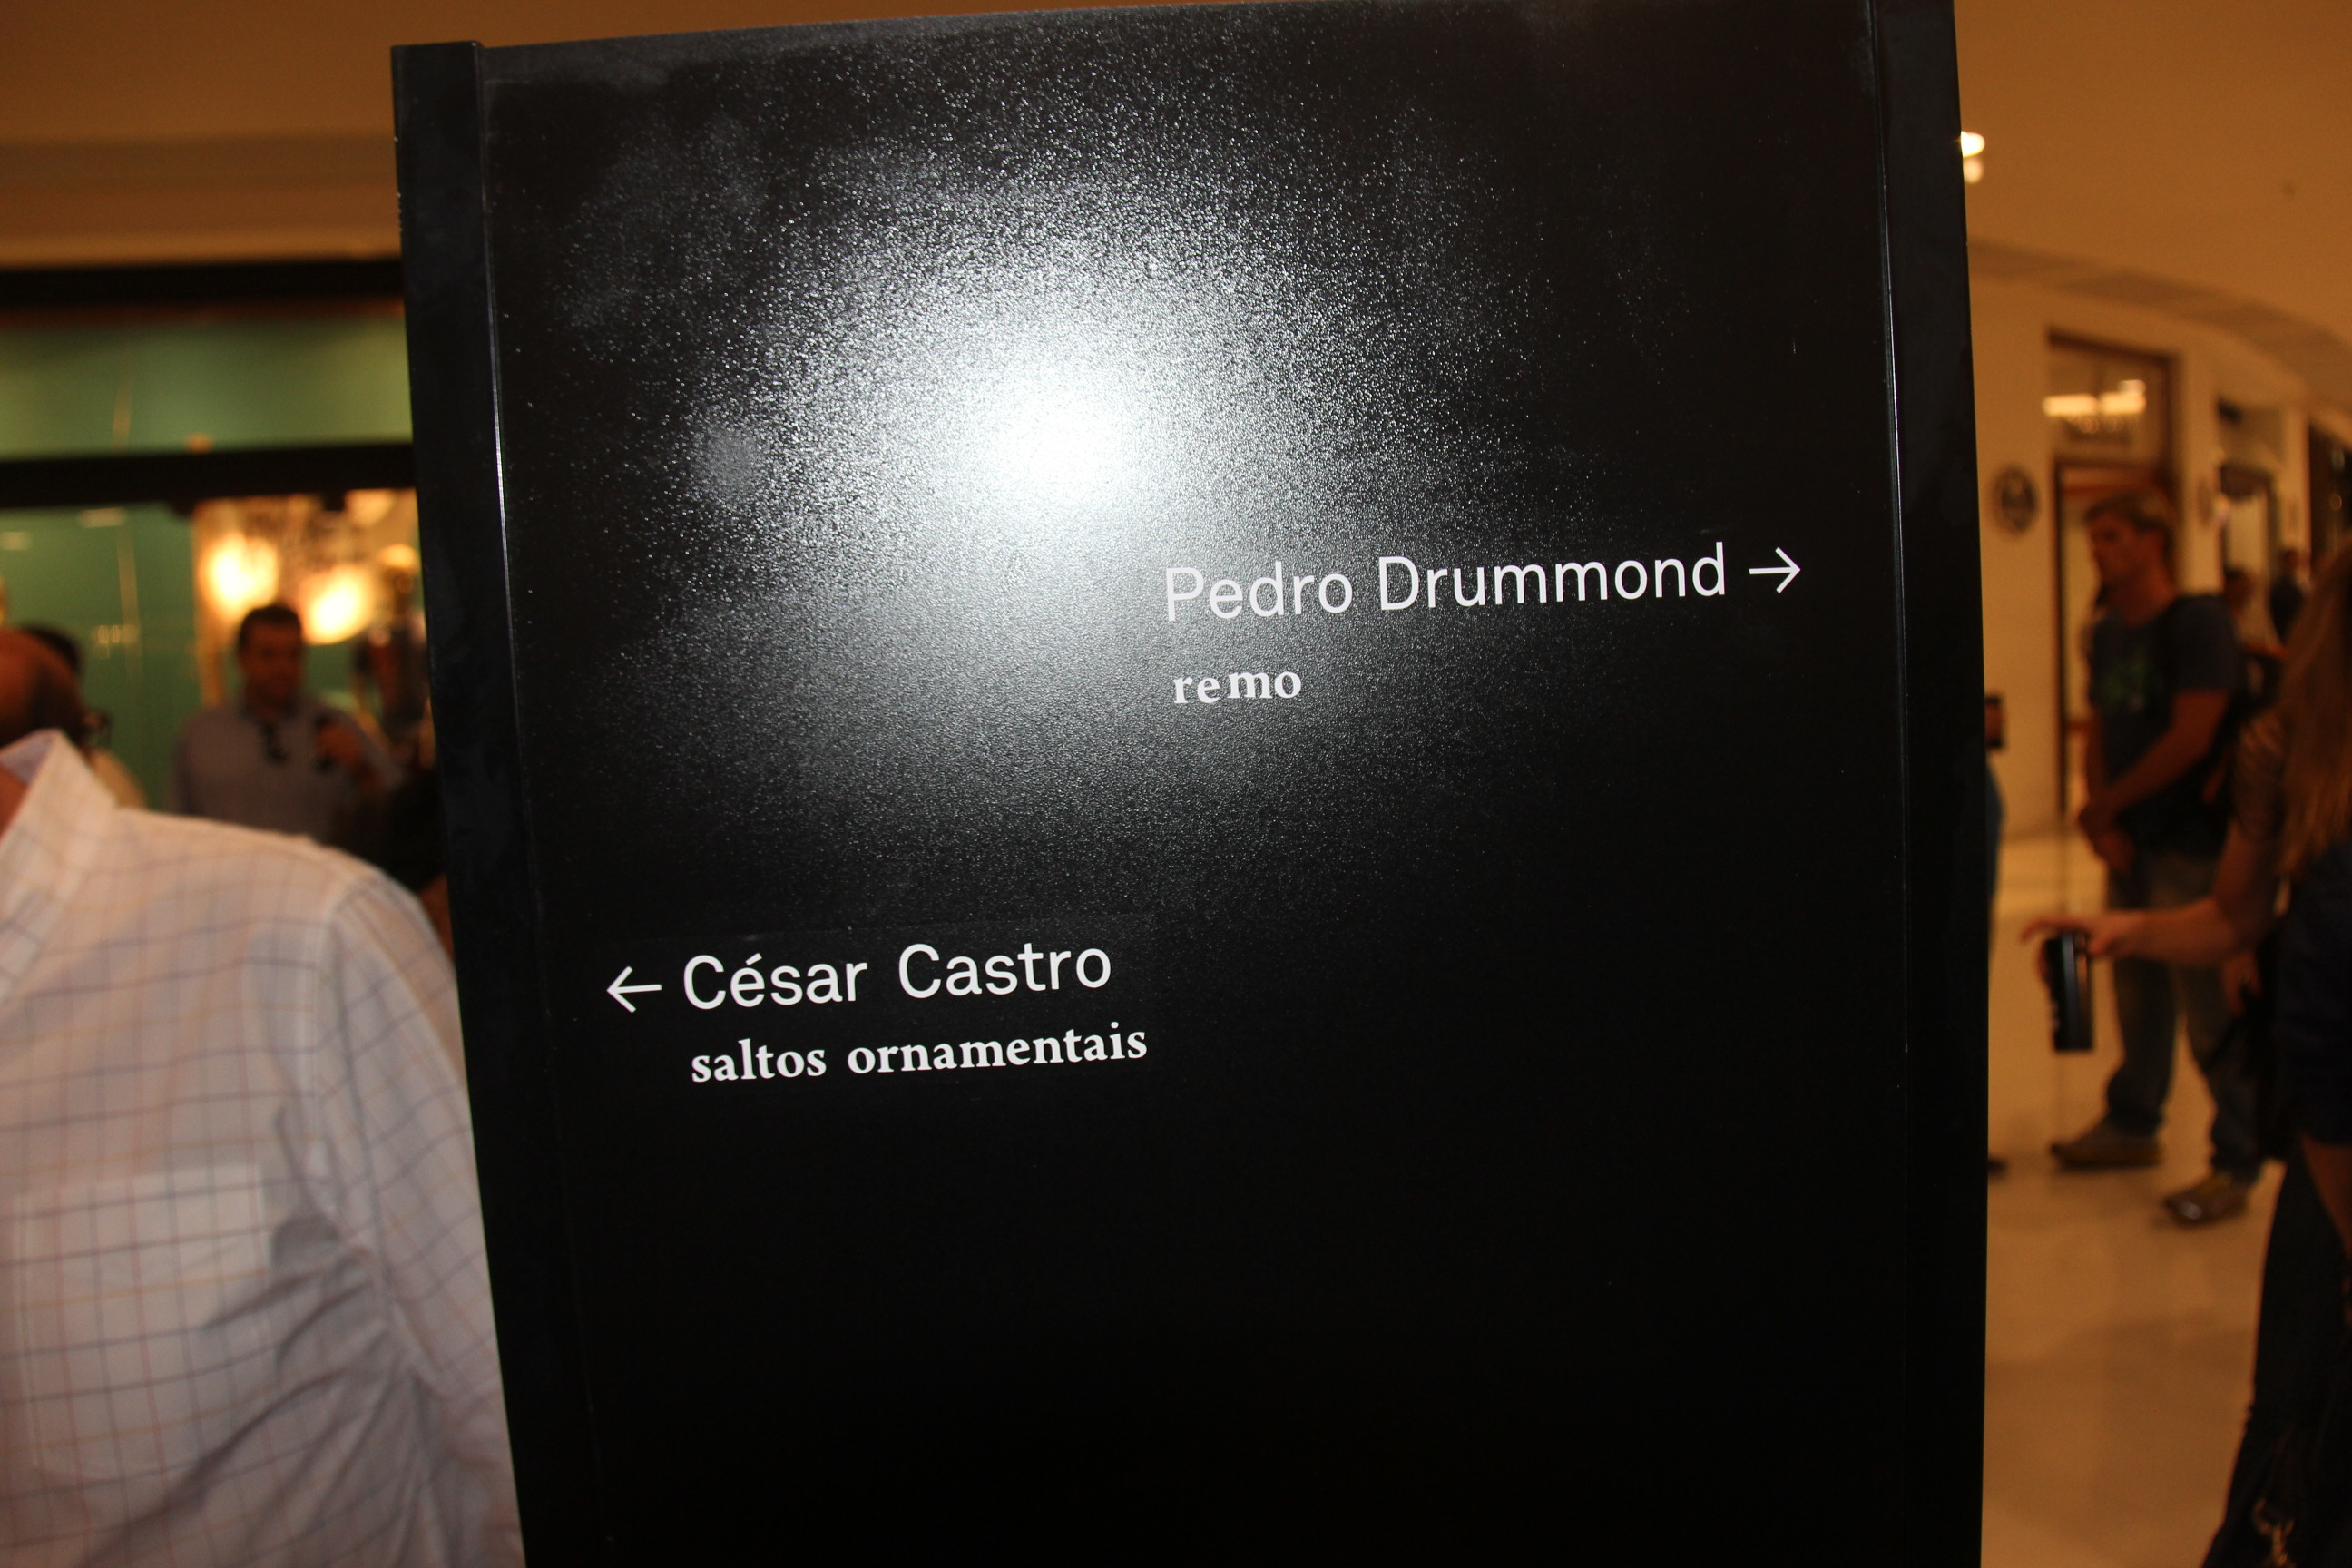 Pedro Drummond →
remo
← César Castro
saltos ornamentais